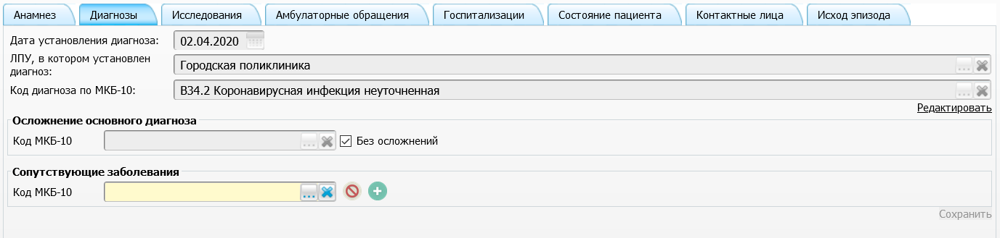 Анамнез Диагнозы Исследования Амбулаторные обращения Госпитализации Состояние пациента Контактные лица Исход эпизода
Дата установления диагноза: 02.04.2020
ЛПУ, в котором установлен
диагноз: Городская поликлиника
Код диагноза по МКБ-10: B34.2 Коронавирусная инфекция неуточненная
Редактировать
Осложнение основного диагноза
Код МКБ-10 ... Без осложнений
Сопутствующие заболевания
Код МКБ-10 ...
Сохранить